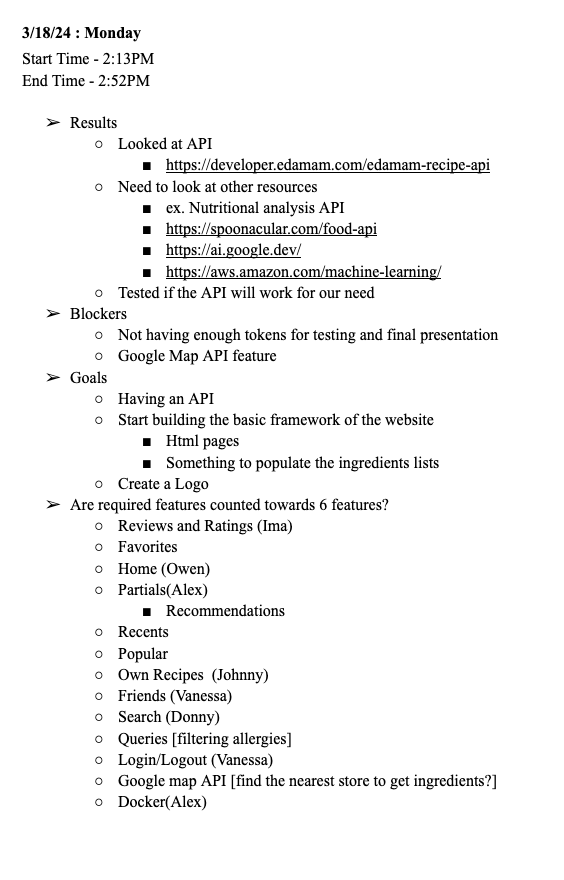 3/18/24 : Monday
Start Time - 2:13PM
End Time - 2:52PM
➢ Results
○ Looked at API
■ https://developer.edamam.com/edamam-recipe-api
○ Need to look at other resources
■ ex. Nutritional analysis API
■ https://spoonacular.com/food-api
■ https://ai.google.dev/
■ https://aws.amazon.com/machine-learning/
○ Tested if the API will work for our need
➢ Blockers
○ Not having enough tokens for testing and final presentation
○ Google Map API feature
➢ Goals
○ Having an API
○ Start building the basic framework of the website
■ Html pages
■ Something to populate the ingredients lists
○ Create a Logo
➢ Are required features counted towards 6 features?
○ Reviews and Ratings (Ima)
○ Favorites
○ Home (Owen)
○ Partials(Alex)
■ Recommendations
○ Recents
○ Popular
○ Own Recipes  (Johnny)
○ Friends (Vanessa)
○ Search (Donny)
○ Queries [filtering allergies]
○ Login/Logout (Vanessa)
○ Google map API [find the nearest store to get ingredients?]
○ Docker(Alex)